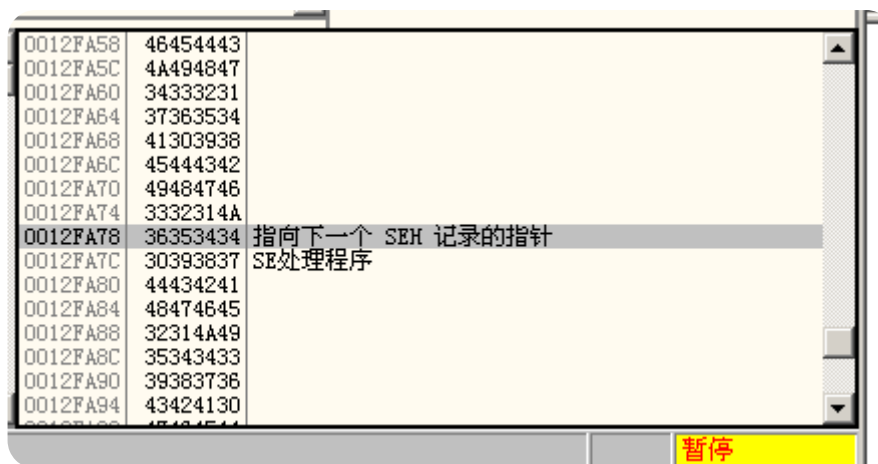 0012FA58 46454443
0012FA5C 4A494847
0012FA60 34333231
0012FA64 37363534
0012FA68 41303938
0012FA6C 45444342
0012FA70 49484746
0012FA74 3332314A
0012FA78 36353434 指向下一个 SEH 记录的指针
0012FA7C 30393837 SE处理程序
0012FA80 44434241
0012FA84 48474645
0012FA88 32314A49
0012FA8C 35343433
0012FA90 39383736
0012FA94 43424130
暂停